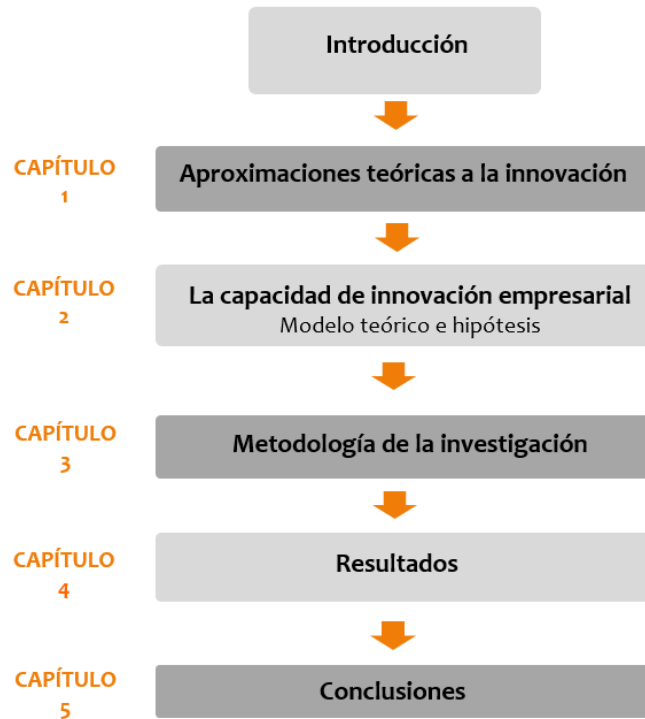 Introducción
CAPÍTULO
1
Aproximaciones teóricas a la innovación
CAPÍTULO
2
La capacidad de innovación empresarial
Modelo teórico e hipótesis
CAPÍTULO
3
Metodología de la investigación
CAPÍTULO
4
Resultados
CAPÍTULO
5
Conclusiones